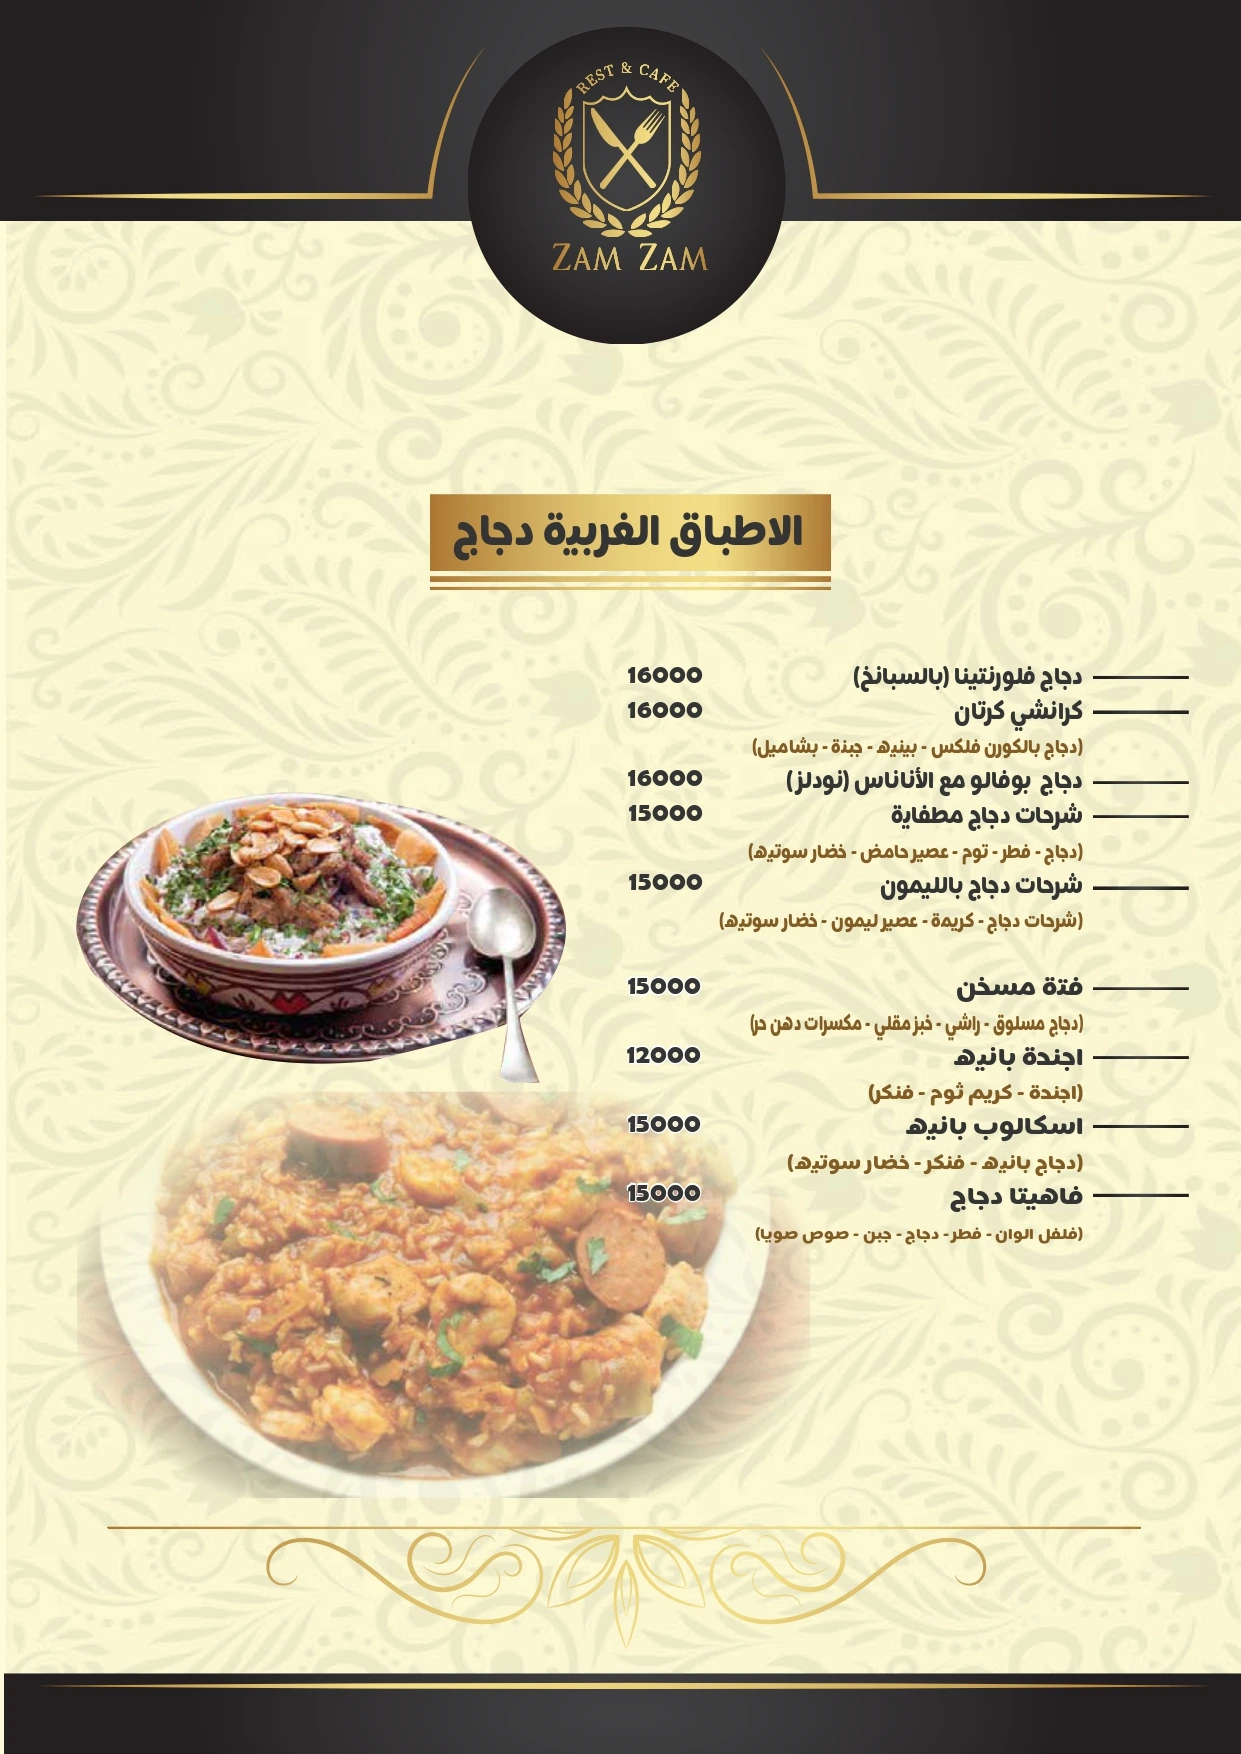 REST & CAFE
ZAM ZAM
الاطباق الغربية دجاج
دجاج فلورنتينا (بالسبانخ) 16000
كرانشي كرتان 16000
(دجاج بالكورن فلكس - بينيه - جبنة - بشاميل)
دجاج بوفالو مع الأناناس (نودلز) 16000
شرحات دجاج مطفاية 15000
(دجاج - فطر - توم - عصير حامض - خضار سوتيه)
شرحات دجاج بالليمون 15000
(شرحات دجاج - كريمة - عصير ليمون - خضار سوتيه)
فتة مسخن 15000
(دجاج مسلوق - راشي - خبز مقلي - مكسرات دهن حر)
اجندة بانيه 12000
(اجندة - كريم ثوم - فنكر)
اسكالوب بانيه 15000
(دجاج بانيه - فنكر - خضار سوتيه)
فاهيتا دجاج 15000
(فلفل الوان - فطر - دجاج - جبن - صوص صويا)